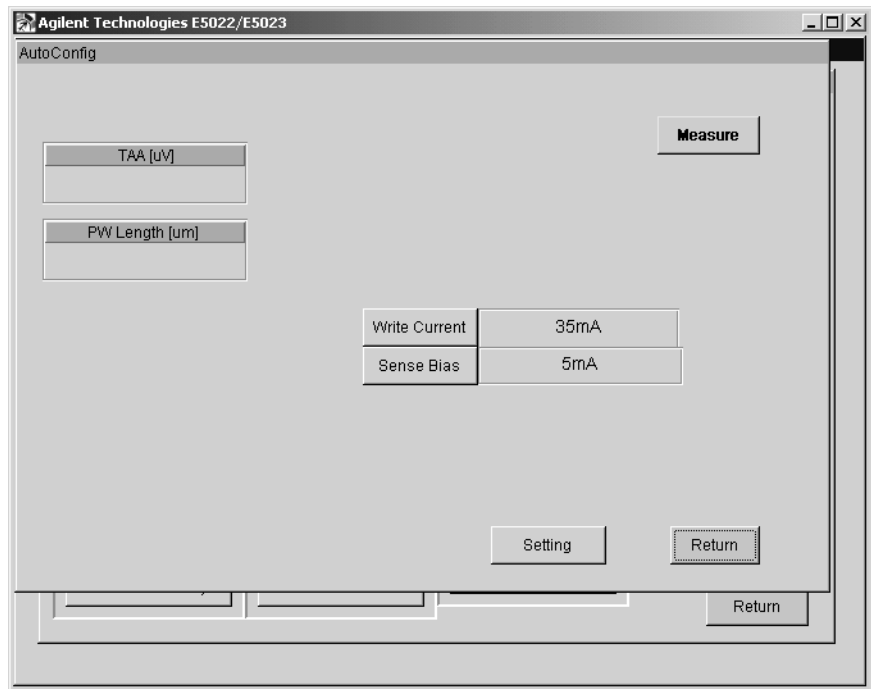 Agilent Technologies E5022/E5023
AutoConfig
Measure
TAA [uV]
PW Length [um]
Write Current 35mA
Sense Bias 5mA
Setting Return
Return